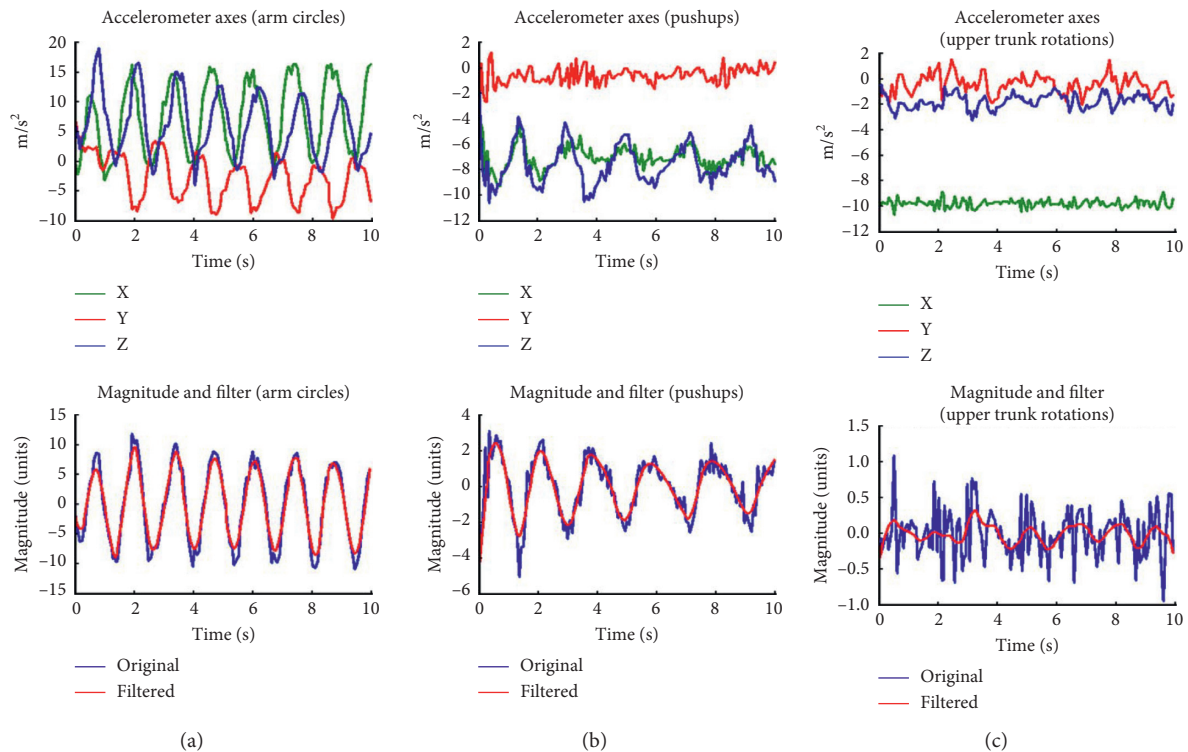 Accelerometer axes (arm circles)
20
15
10
5
0
−5
−10
m/s²
0 2 4 6 8 10
Time (s)
X
Y
Z
Magnitude and filter (arm circles)
15
10
5
0
−5
−10
−15
Magnitude (units)
0 2 4 6 8 10
Time (s)
Original
Filtered
(a)
Accelerometer axes (pushups)
2
0
−2
−4
−6
−8
−10
−12
m/s²
0 2 4 6 8 10
Time (s)
X
Y
Z
Magnitude and filter (pushups)
4
2
0
−2
−4
−6
Magnitude (units)
0 2 4 6 8 10
Time (s)
Original
Filtered
(b)
Accelerometer axes
(upper trunk rotations)
2
0
−2
−4
−6
−8
−10
−12
m/s²
0 2 4 6 8 10
Time (s)
X
Y
Z
Magnitude and filter
(upper trunk rotations)
1.5
1.0
0.5
0.0
−0.5
−1.0
Magnitude (units)
0 2 4 6 8 10
Time (s)
Original
Filtered
(c)